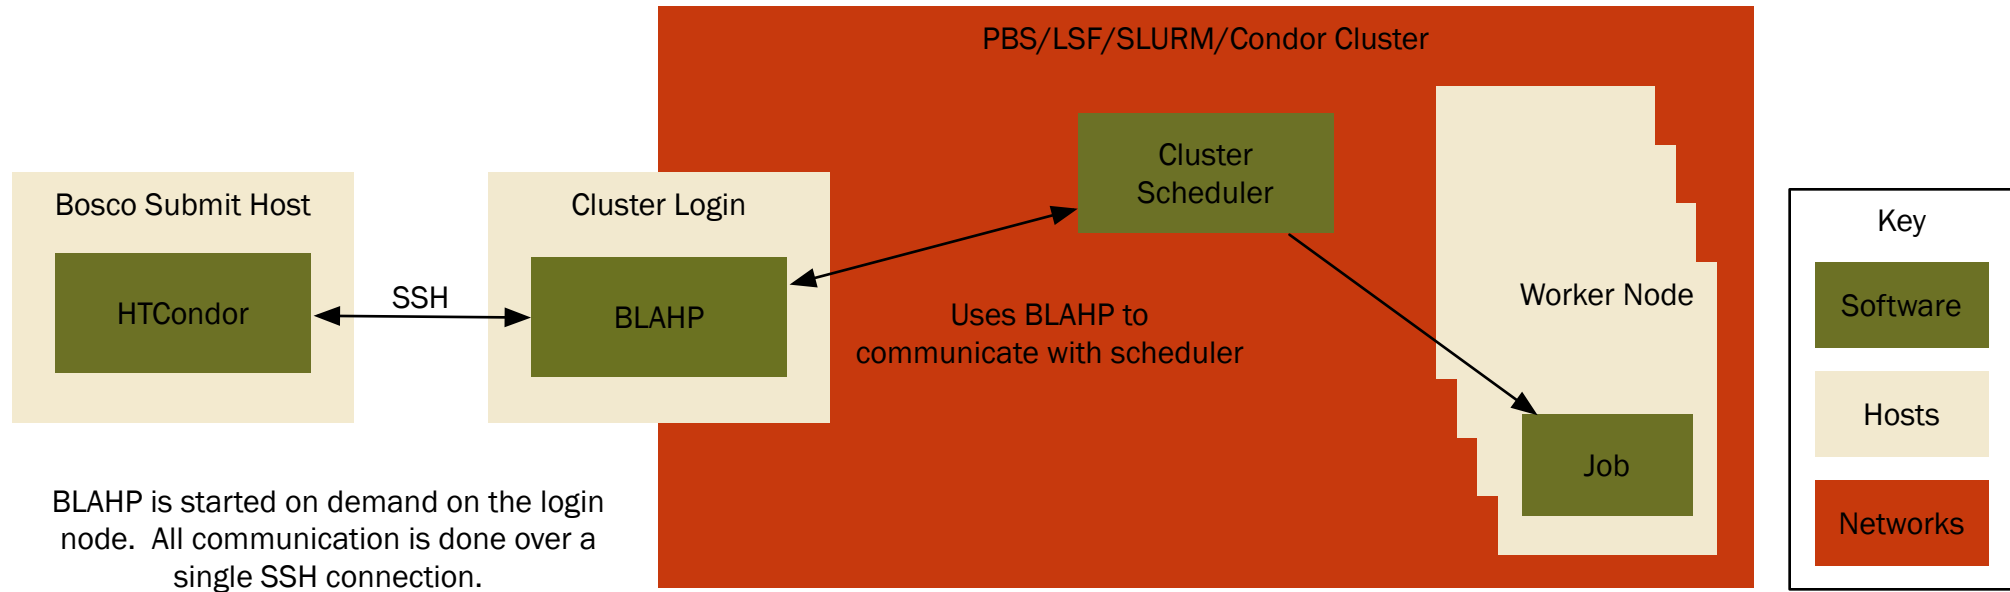 PBS/LSF/SLURM/Condor Cluster
Bosco Submit Host
HTCondor
SSH
Cluster Login
BLAHP
Cluster
Scheduler
Uses BLAHP to
communicate with scheduler
Worker Node
Job
BLAHP is started on demand on the login
node.  All communication is done over a
single SSH connection.
Key
Software
Hosts
Networks